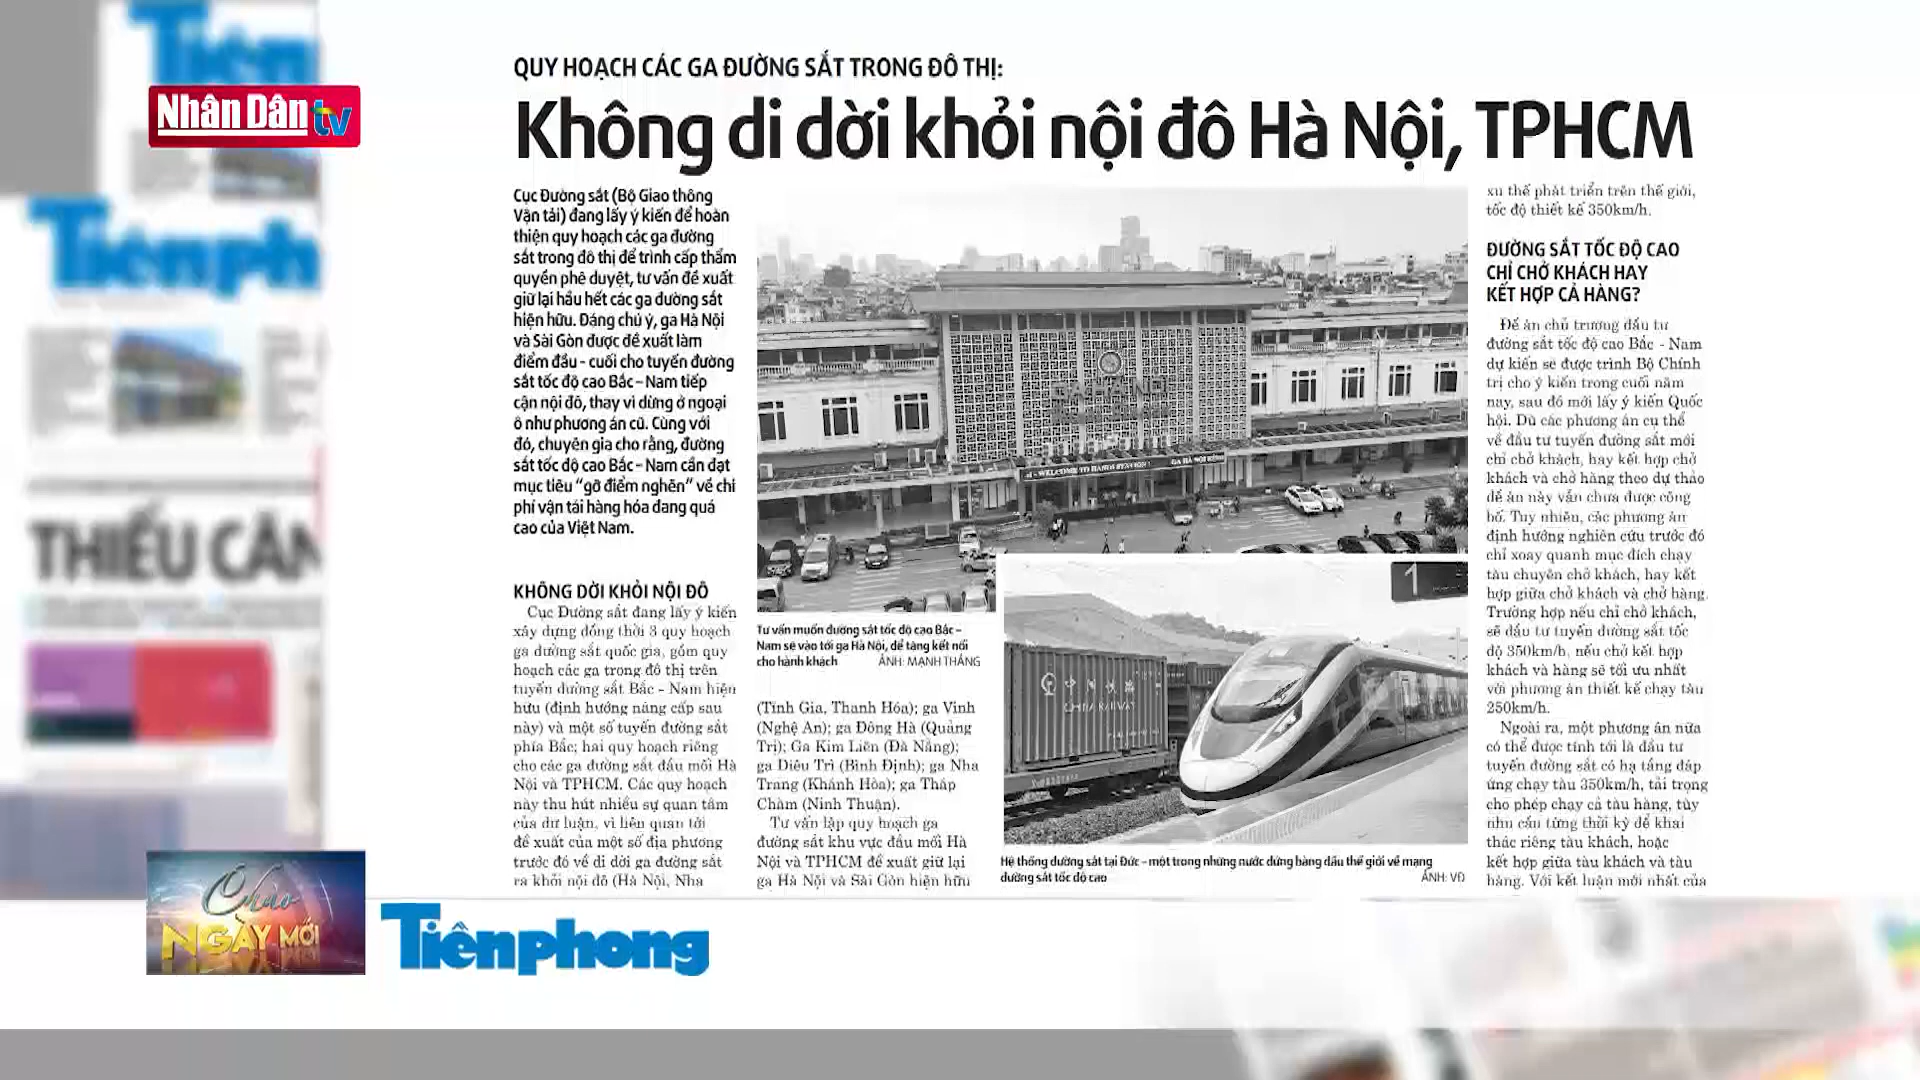 Tiên
Nhân Dân tv
Tiênph
THIẾU CĂN
QUY HOẠCH CÁC GA ĐƯỜNG SẮT TRONG ĐÔ THỊ:
Không di dời khỏi nội đô Hà Nội, TPHCM
Cục Đường sắt (Bộ Giao thông
Vận tải) đang lấy ý kiến để hoàn
thiện quy hoạch các ga đường
sắt trong đô thị để trình cấp thẩm
quyền phê duyệt, tư vấn đề xuất
giữ lại hầu hết các ga đường sắt
hiện hữu. Đáng chú ý, ga Hà Nội
và Sài Gòn được đề xuất làm
điểm đầu - cuối cho tuyến đường
sắt tốc độ cao Bắc – Nam tiếp
cận nội đô, thay vì dừng ở ngoại
ô như phương án cũ. Cùng với
đó, chuyên gia cho rằng, đường
sắt tốc độ cao Bắc – Nam cần đạt
mục tiêu “gỡ điểm nghẽn” về chi
phí vận tải hàng hóa đang quá
cao của Việt Nam.
KHÔNG DỜI KHỎI NỘI ĐÔ
Cục Đường sắt đang lấy ý kiến
xây dựng đồng thời 3 quy hoạch
ga đường sắt quốc gia, gồm quy
hoạch các ga trong đô thị trên
tuyến đường sắt Bắc - Nam hiện
hữu (định hướng nâng cấp sau
này) và một số tuyến đường sắt
phía Bắc; hai quy hoạch riêng
cho các ga đường sắt đầu mối Hà
Nội và TPHCM. Các quy hoạch
này thu hút nhiều sự quan tâm
của dư luận, vì liên quan tới
đề xuất của một số địa phương
trước đó về di dời ga đường sắt
ra khỏi nội đô (Hà Nội, Nha
GA HÀ NỘI
WELCOME TO HANOI STATION !
1
CHINA RAILWAY
Tư vấn muốn đường sắt tốc độ cao Bắc –
Nam sẽ vào tới ga Hà Nội, để tăng kết nối
cho hành khách ẢNH: MẠNH THẮNG
(Tĩnh Gia, Thanh Hóa); ga Vinh
(Nghệ An); ga Đông Hà (Quảng
Trị); Ga Kim Liên (Đà Nẵng);
ga Diêu Trì (Bình Định); ga Nha
Trang (Khánh Hòa); ga Tháp
Chàm (Ninh Thuận).
Tư vấn lập quy hoạch ga
đường sắt khu vực đầu mối Hà
Nội và TPHCM đề xuất giữ lại
ga Hà Nội và Sài Gòn hiện hữu
Hệ thống đường sắt tại Đức – một trong những nước đứng hàng đầu thế giới về mạng
đường sắt tốc độ cao ẢNH: VĐ
xu thế phát triển trên thế giới,
tốc độ thiết kế 350km/h.
ĐƯỜNG SẮT TỐC ĐỘ CAO
CHỈ CHỞ KHÁCH HAY
KẾT HỢP CẢ HÀNG?
Đề án chủ trương đầu tư
đường sắt tốc độ cao Bắc - Nam
dự kiến sẽ được trình Bộ Chính
trị cho ý kiến trong cuối năm
nay, sau đó mới lấy ý kiến Quốc
hội. Dù các phương án cụ thể
về đầu tư tuyến đường sắt mới
chỉ chở khách, hay kết hợp chở
khách và chở hàng theo dự thảo
đề án này vẫn chưa được công
bố. Tuy nhiên, các phương án
định hướng nghiên cứu trước đó
chỉ xoay quanh mục đích chạy
tàu chuyên chở khách, hay kết
hợp giữa chở khách và chở hàng.
Trường hợp nếu chỉ chở khách,
sẽ đầu tư tuyến đường sắt tốc
độ 350km/h, nếu chở kết hợp
khách và hàng sẽ tối ưu nhất
với phương án thiết kế chạy tàu
250km/h.
Ngoài ra, một phương án nữa
có thể được tính tới là đầu tư
tuyến đường sắt có hạ tầng đáp
ứng chạy tàu 350km/h, tải trọng
cho phép chạy cả tàu hàng, tùy
nhu cầu từng thời kỳ để khai
thác riêng tàu khách, hoặc
kết hợp giữa tàu khách và tàu
hàng. Với kết luận mới nhất của
Chào
NGÀY MỚI
Tiênphong